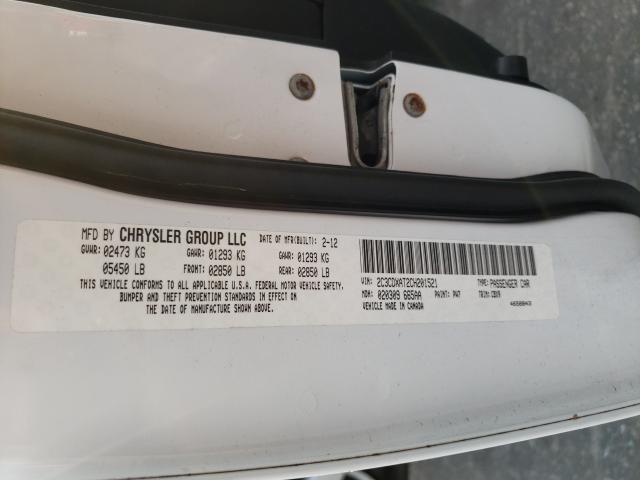 MFD BY CHRYSLER GROUP LLC DATE OF MFR(BUILT): 2-12
GVWR: 02473 KG GAWR: 01293 KG GAWR: 01293 KG
05450 LB FRONT: 02850 LB REAR: 02850 LB
THIS VEHICLE CONFORMS TO ALL APPLICABLE U.S.A. FEDERAL MOTOR VEHICLE SAFETY,
BUMPER AND THEFT PREVENTION STANDARDS IN EFFECT ON
THE DATE OF MANUFACTURE SHOWN ABOVE.
VIN: 2C3CDXAT2CH201521 TYPE: PASSENGER CAR
MDH: 020309 665AA PAINT: PW7 TRIM: CDX9
VEHICLE MADE IN CANADA